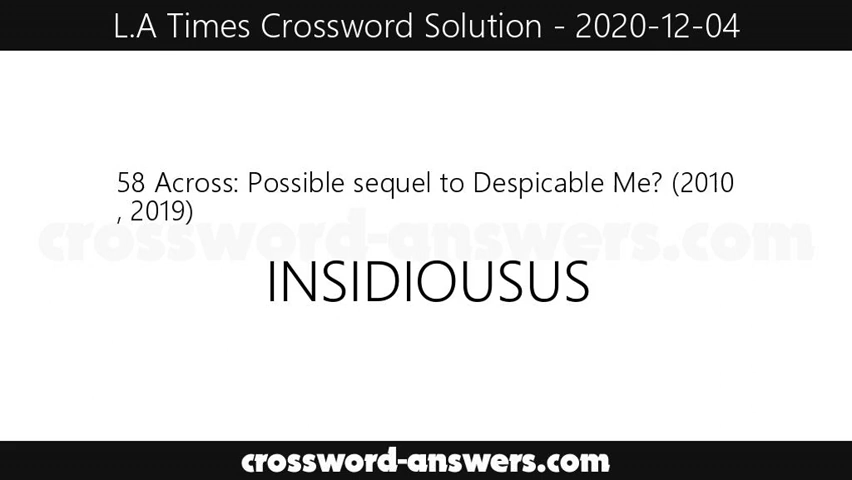 L.A Times Crossword Solution - 2020-12-04
58 Across: Possible sequel to Despicable Me? (2010
, 2019)
crossword-answers.com
INSIDIOUSUS
crossword-answers.com